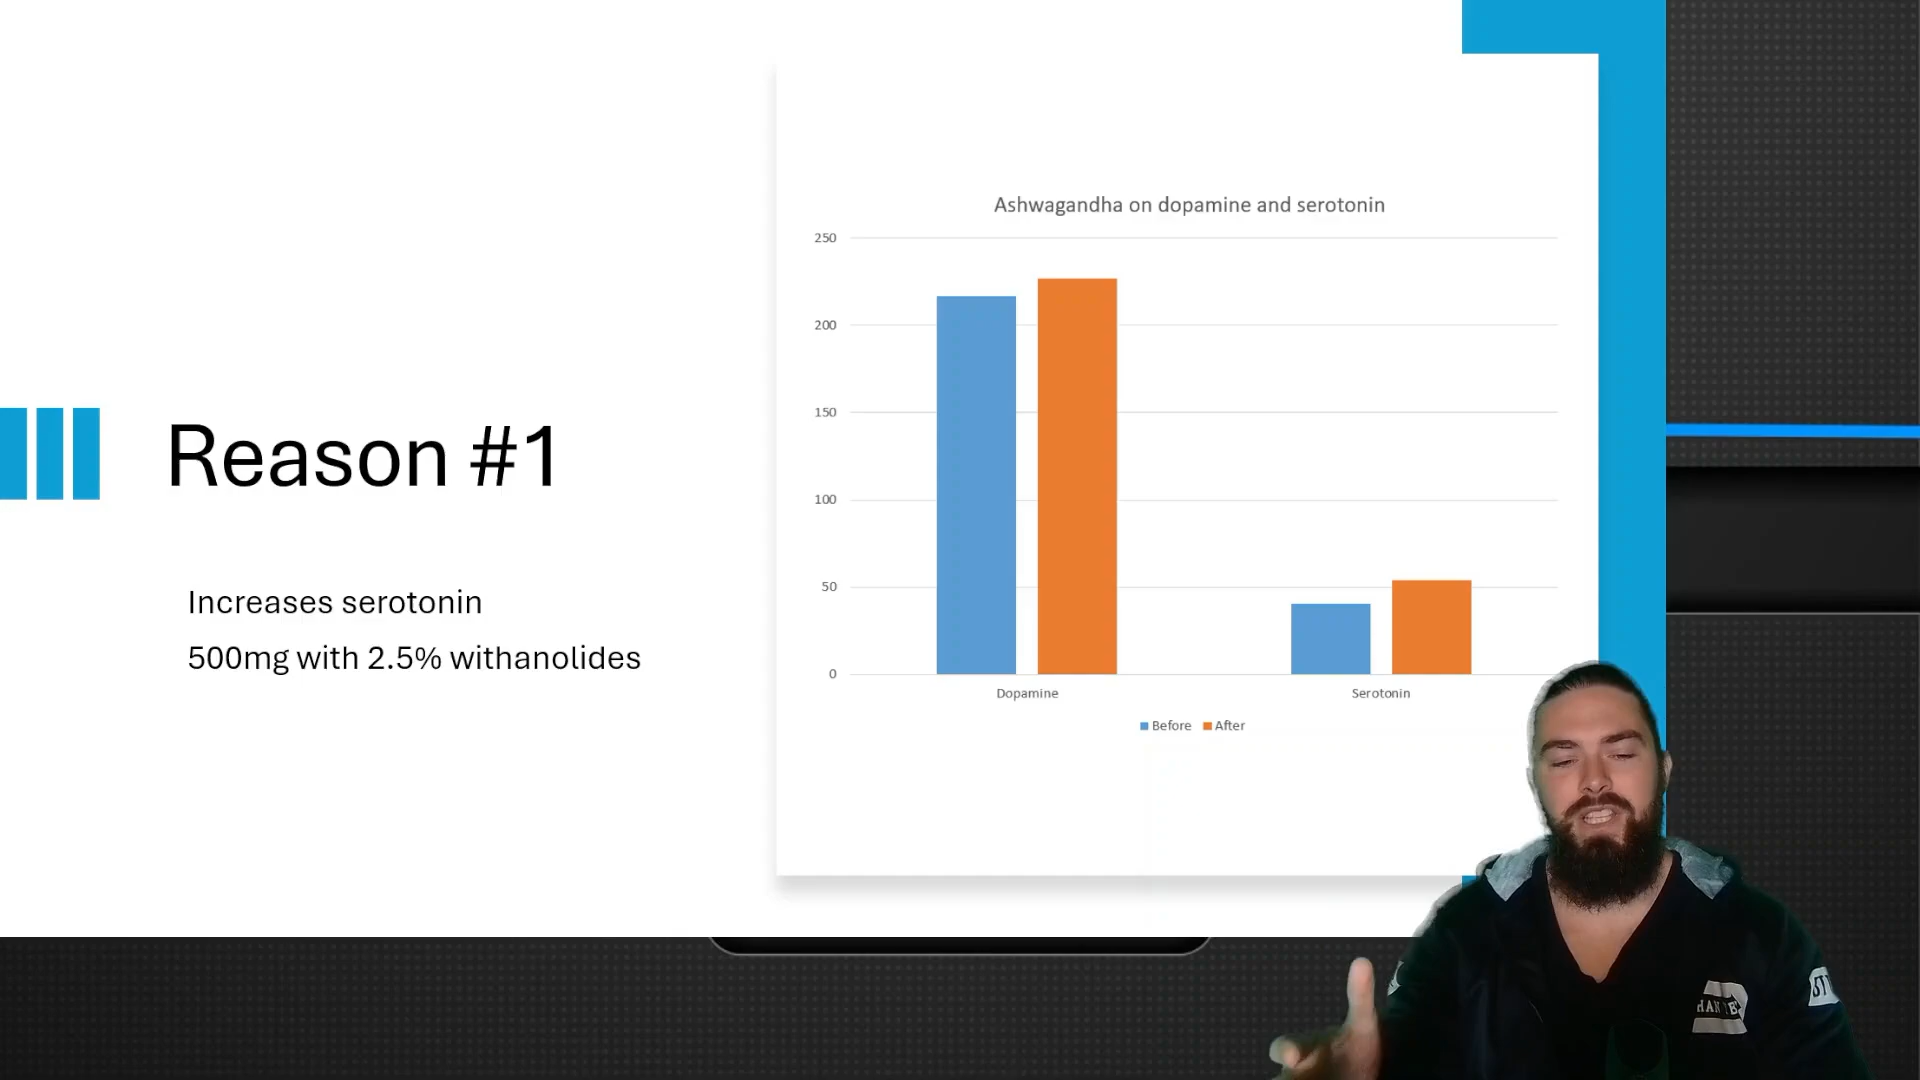 Reason #1
Increases serotonin
500mg with 2.5% withanolides
Ashwagandha on dopamine and serotonin
250
200
150
100
50
0
Dopamine
Serotonin
Before
After